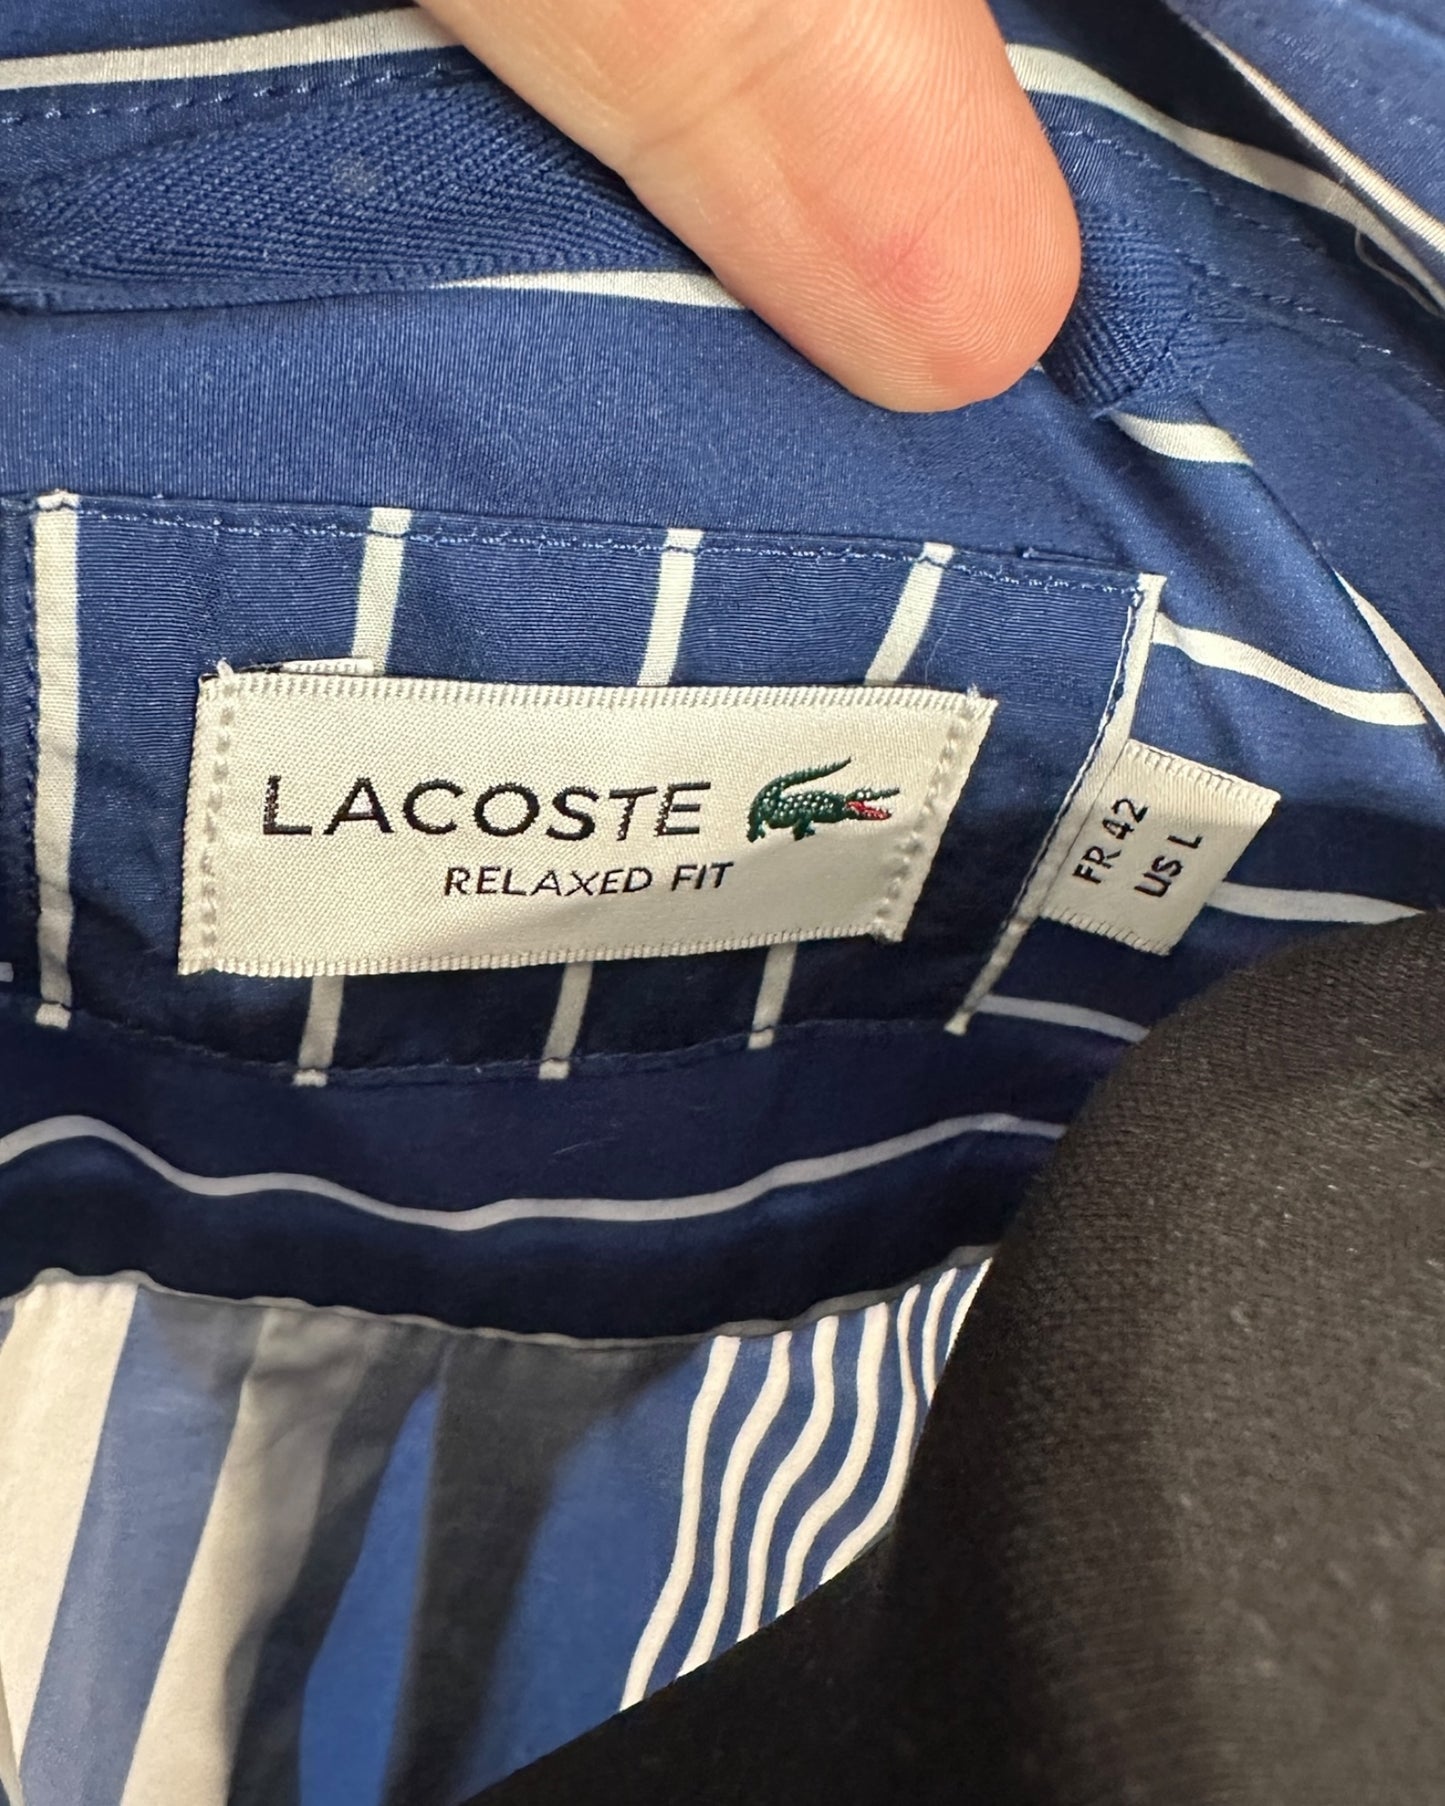 LACOSTE
RELAXED FIT
FR 42
US L